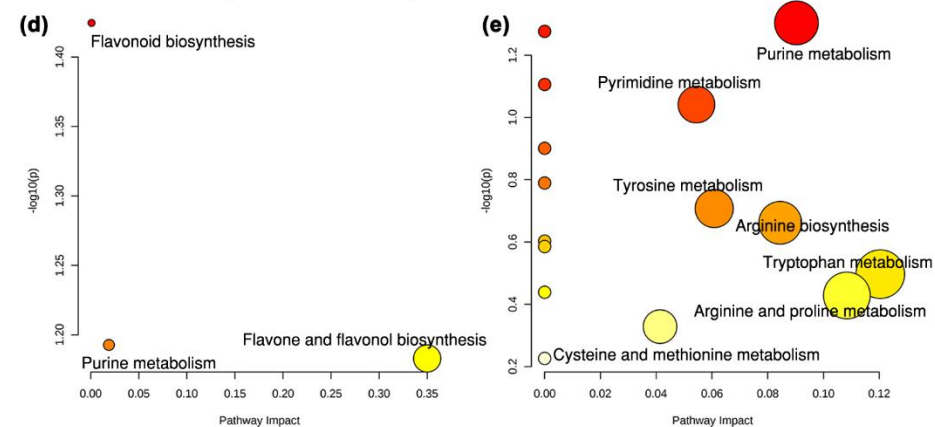 (d)
Flavonoid biosynthesis
1.40
1.35
1.30
1.25
1.20
-log10(p)
Flavone and flavonol biosynthesis
Purine metabolism
0.00 0.05 0.10 0.15 0.20 0.25 0.30 0.35
Pathway Impact
(e)
Purine metabolism
Pyrimidine metabolism
Tyrosine metabolism
Arginine biosynthesis
Tryptophan metabolism
Arginine and proline metabolism
Cysteine and methionine metabolism
1.2
1.0
0.8
0.6
0.4
0.2
-log10(p)
0.00 0.02 0.04 0.06 0.08 0.10 0.12
Pathway Impact